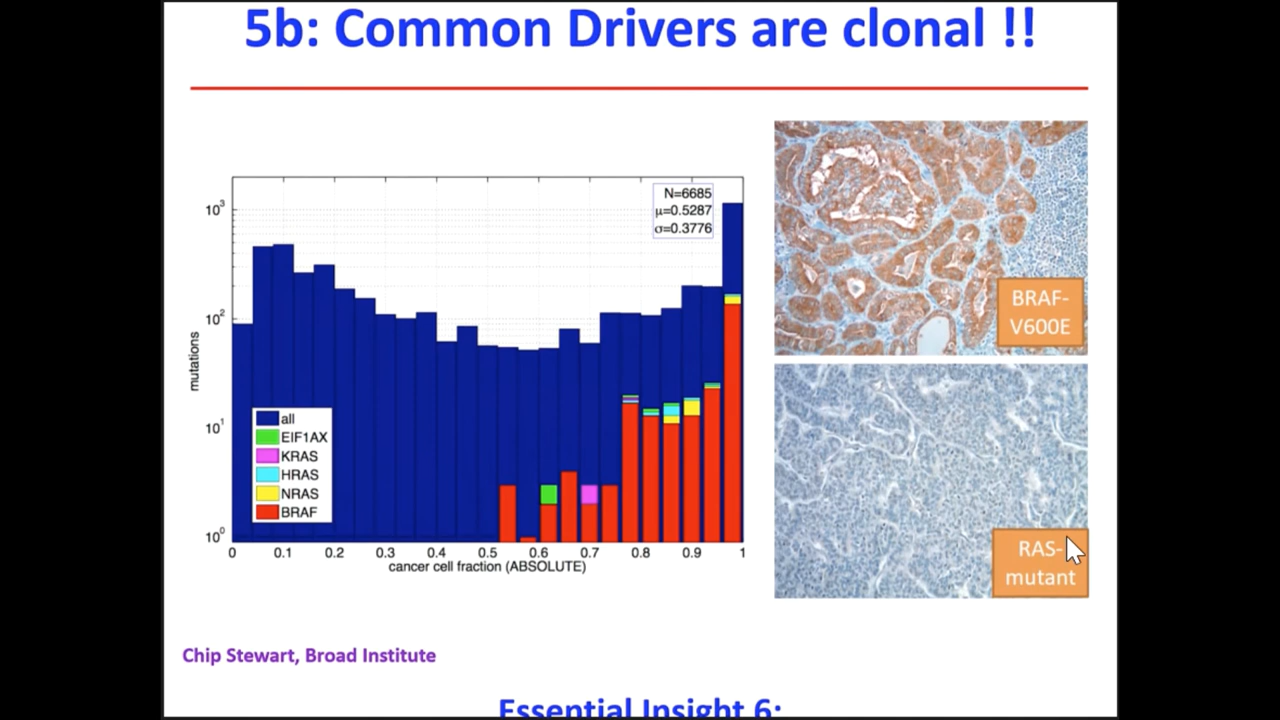 5b: Common Drivers are clonal !!
N=6685
μ=0.5287
σ=0.3776
10³
10²
10¹
10⁰
mutations
all
EIF1AX
KRAS
HRAS
NRAS
BRAF
0 0.1 0.2 0.3 0.4 0.5 0.6 0.7 0.8 0.9 1
cancer cell fraction (ABSOLUTE)
BRAF-
V600E
RAS-
mutant
Chip Stewart, Broad Institute
Essential Insight 6: